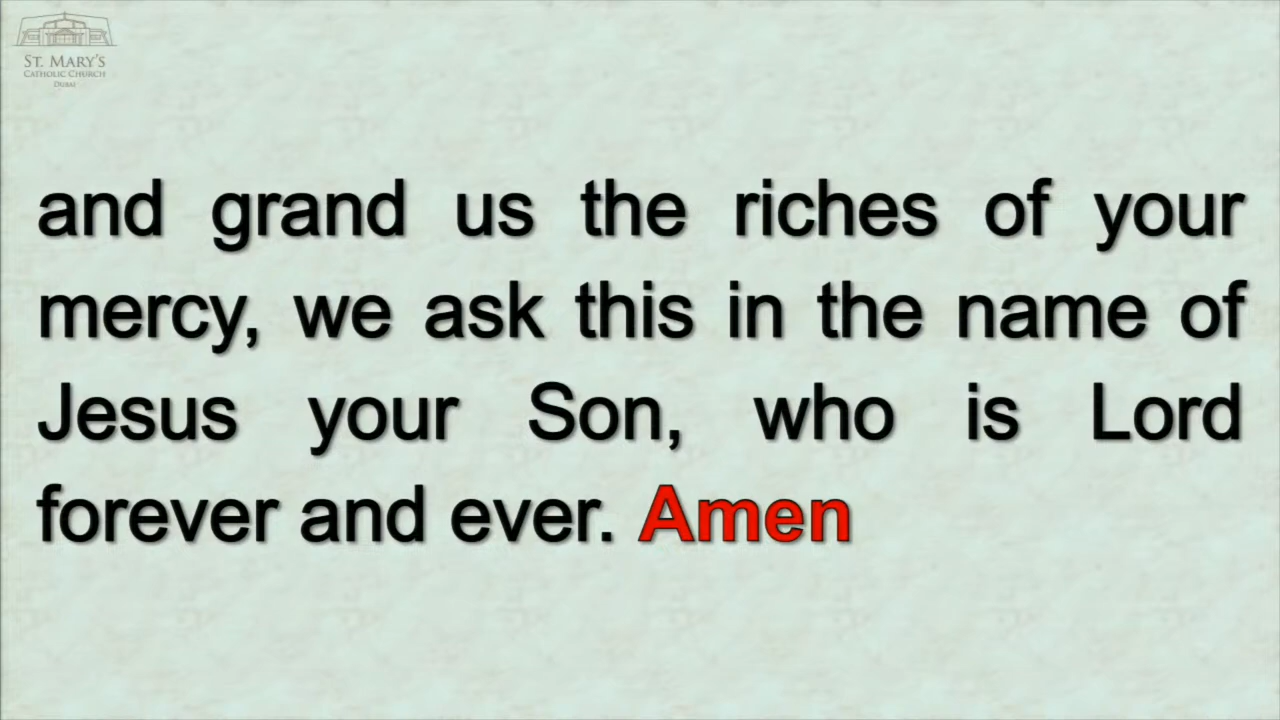 ST. MARY'S
CATHOLIC CHURCH
DUBAI
and grand us the riches of your
mercy, we ask this in the name of
Jesus your Son, who is Lord
forever and ever. Amen